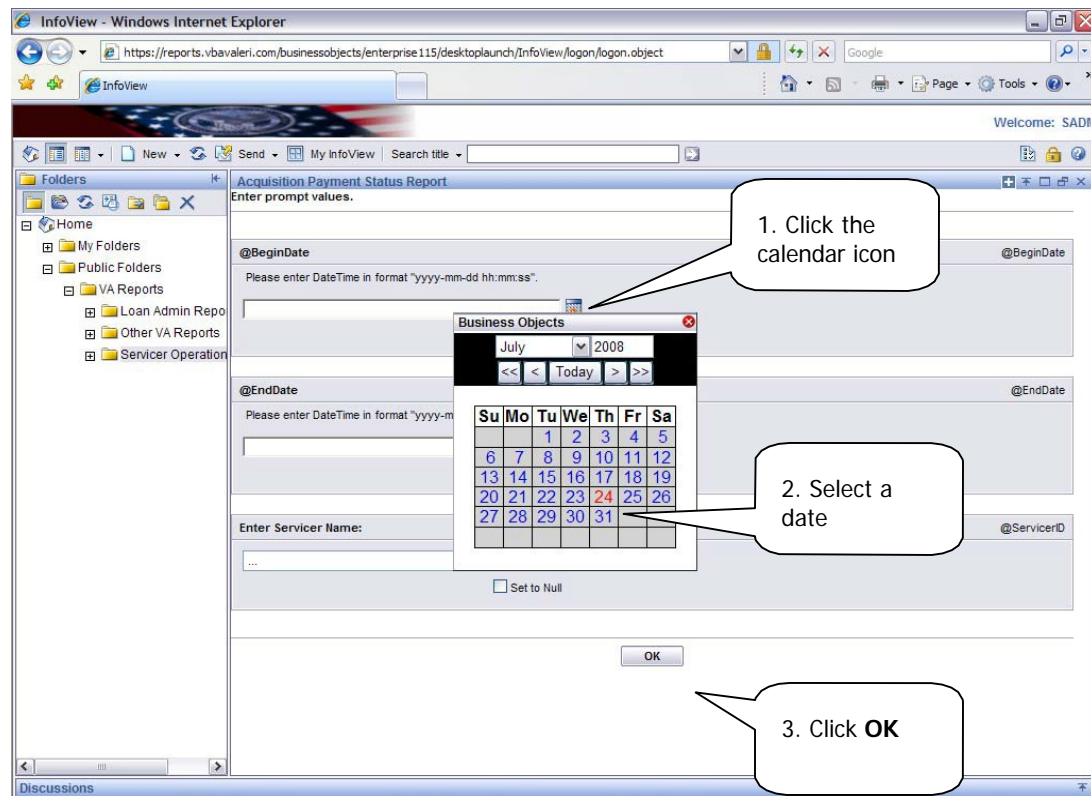 InfoView - Windows Internet Explorer
https://reports.vbavaleri.com/businessobjects/enterprise115/desktoplaunch/InfoView/logon/logon.object
Google
InfoView
Page
Tools
Welcome: SADM
New
Send
My InfoView
Search title
Folders
Acquisition Payment Status Report
Enter prompt values.
Home
My Folders
Public Folders
VA Reports
Loan Admin Repo
Other VA Reports
Servicer Operation
1. Click the
calendar icon
@BeginDate @BeginDate
Please enter DateTime in format "yyyy-mm-dd hh:mm:ss".
Business Objects
July 2008
<< < Today > >>
Su Mo Tu We Th Fr Sa
1 2 3 4 5
6 7 8 9 10 11 12
13 14 15 16 17 18 19
20 21 22 23 24 25 26
27 28 29 30 31
@EndDate @EndDate
Please enter DateTime in format "yyyy-m
2. Select a
date
Enter Servicer Name: @ServicerID
...
Set to Null
OK
3. Click OK
Discussions